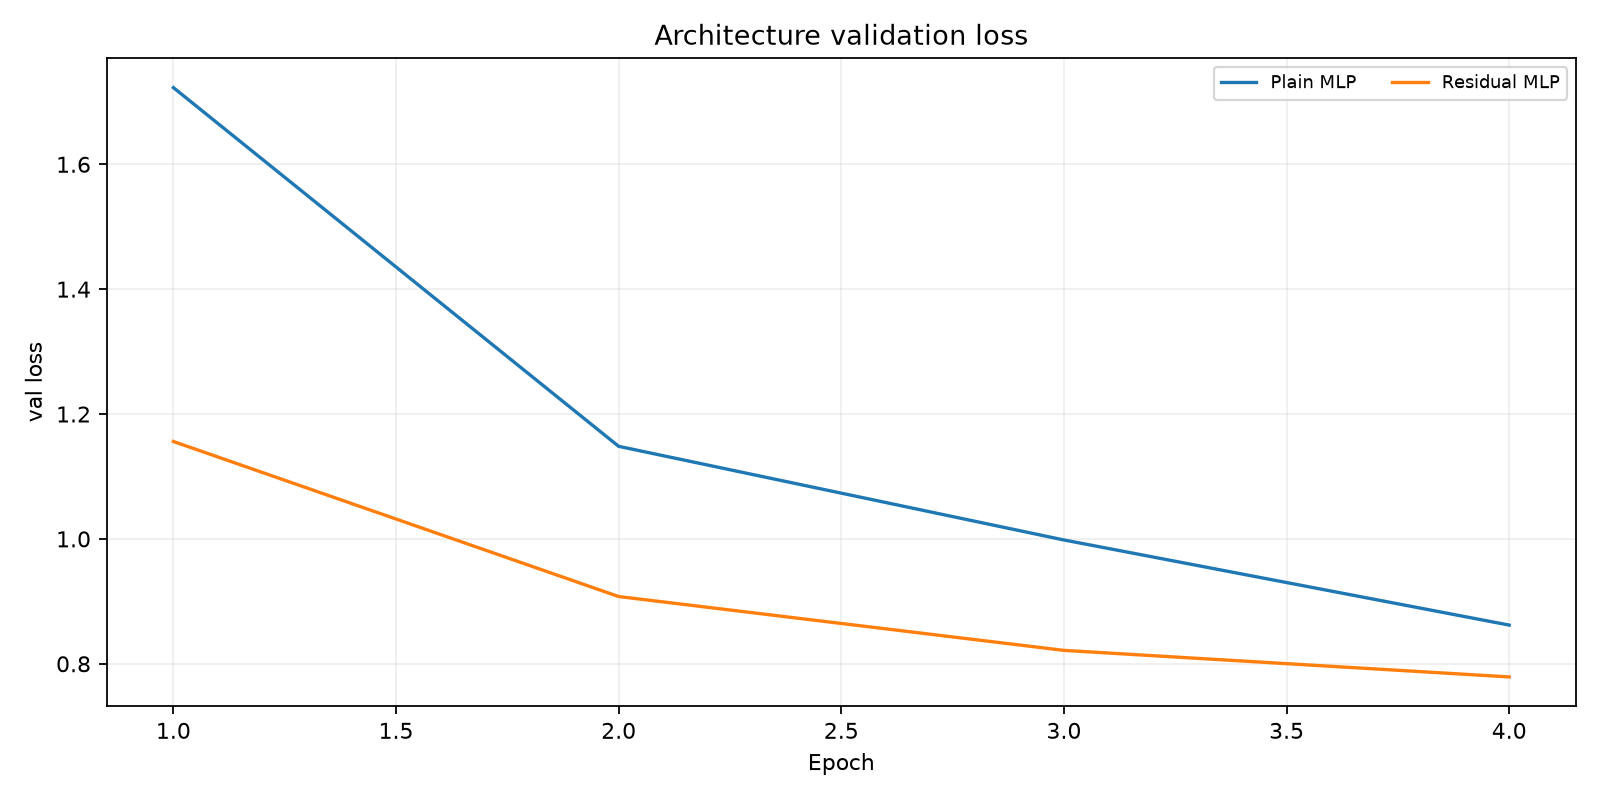 Architecture validation loss
Plain MLP Residual MLP
1.6
1.4
1.2
1.0
0.8
val loss
1.0 1.5 2.0 2.5 3.0 3.5 4.0
Epoch